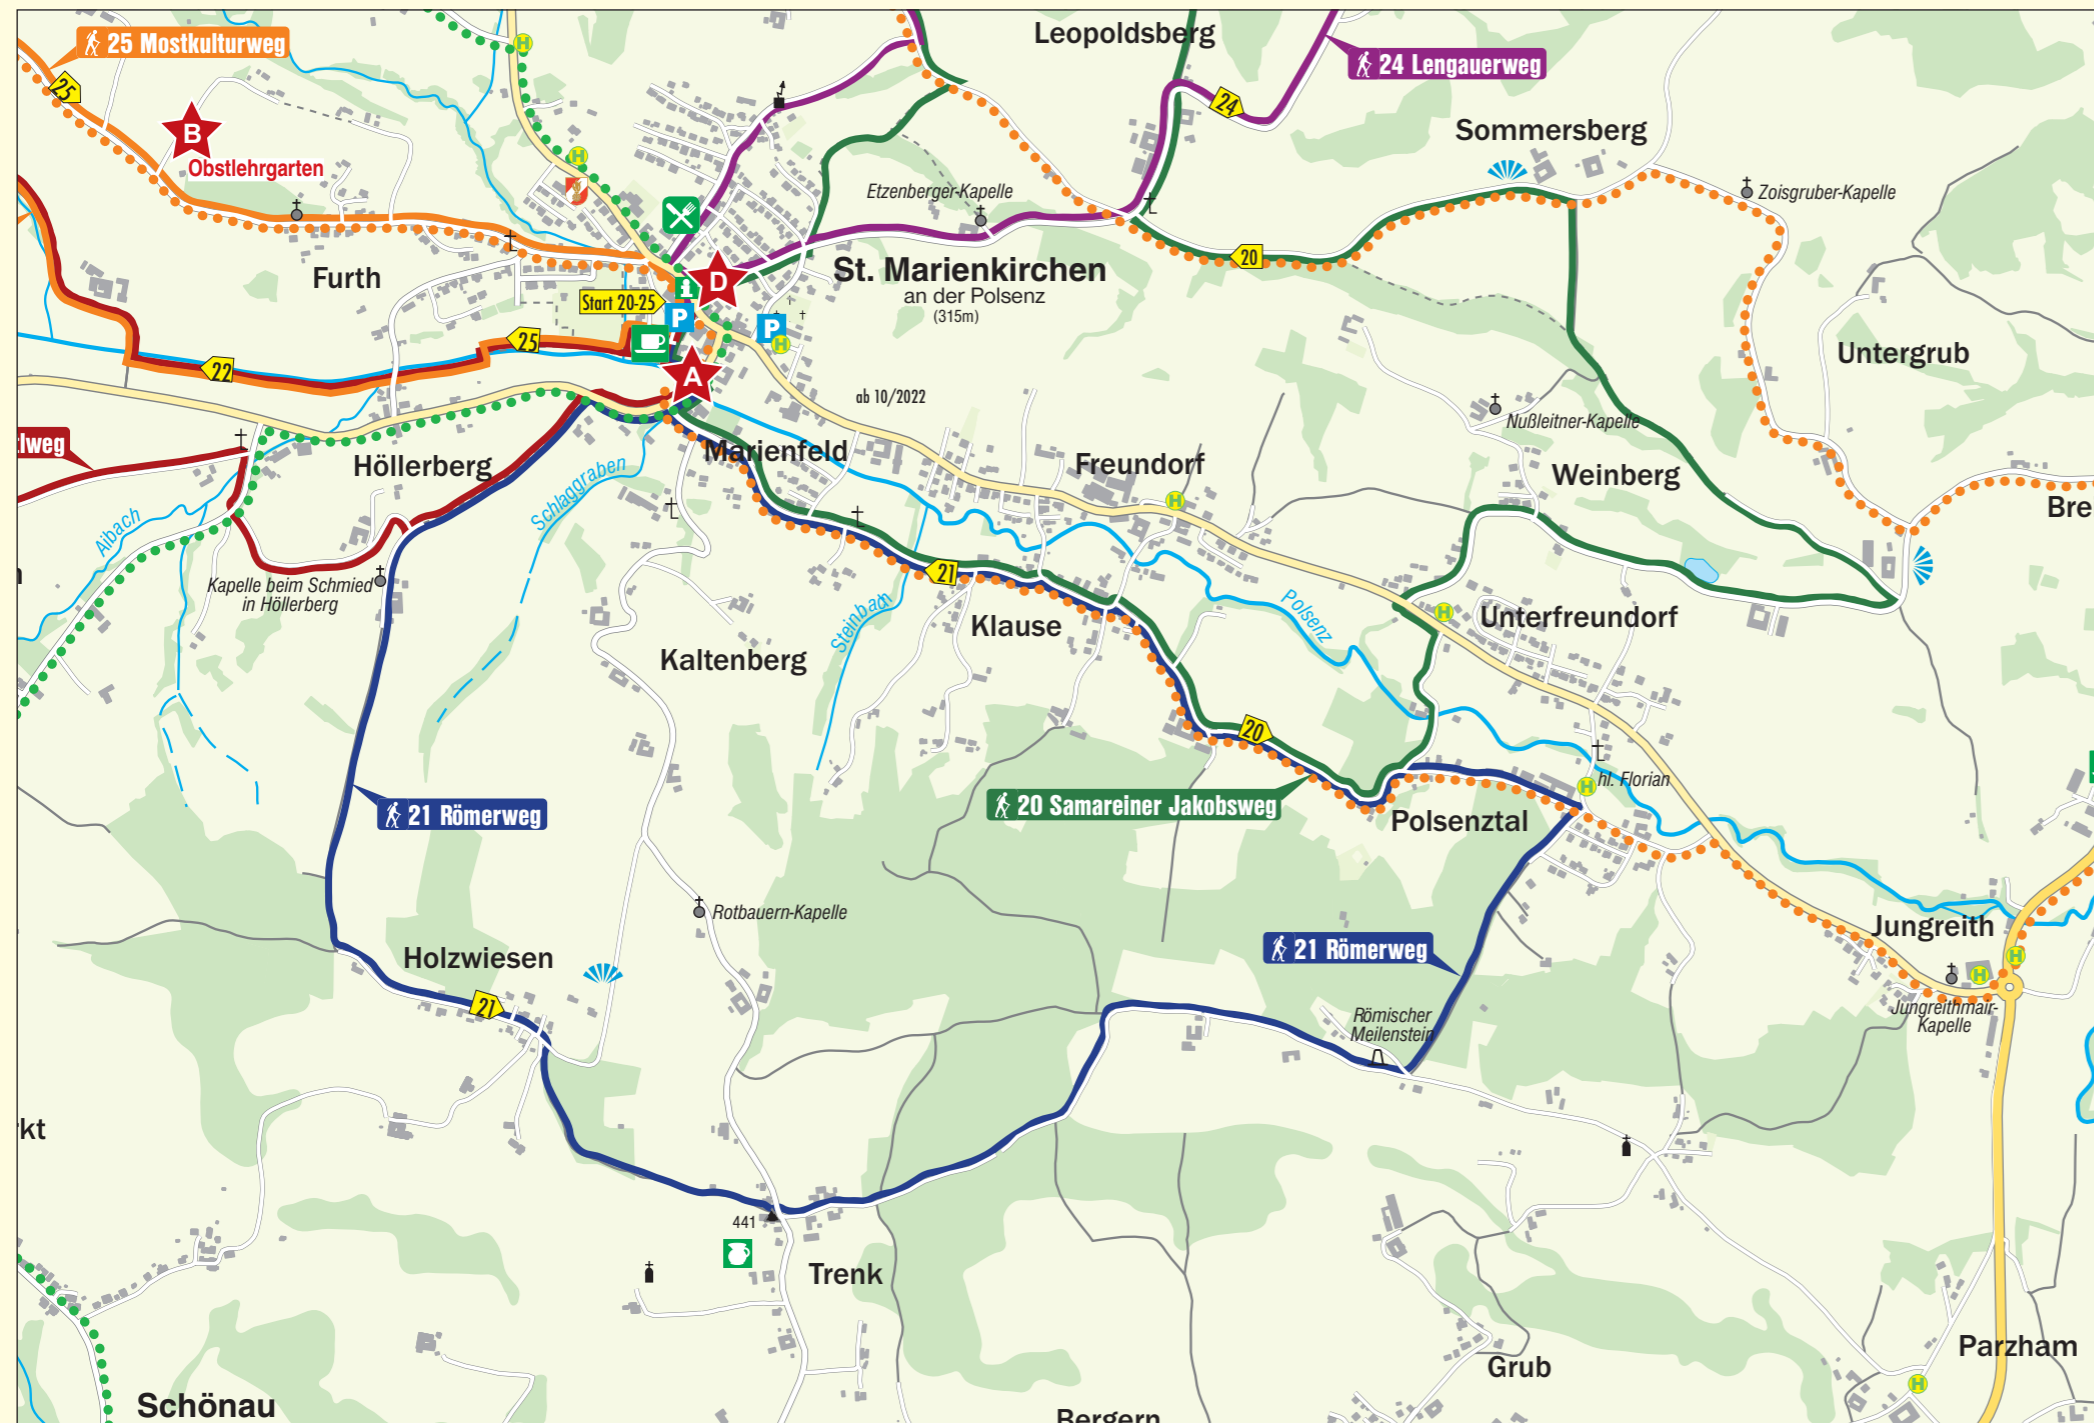 Leopoldsberg
25 Mostkulturweg
24 Lengauerweg
H
25
24
B
Obstlehrgarten
H
Sommersberg
Etzenberger-Kapelle
Zoisgruber-Kapelle
20
Furth
St. Marienkirchen
an der Polsenz
(315m)
D
i
Start 20-25
P
P
H
25
22
A
Untergrub
ab 10/2022
Nußleitner-Kapelle
Marienfeld
lweg
Höllerberg
Freundorf
Weinberg
Schlaggraben
H
Bre
Aibach
21
Kapelle beim Schmied
in Höllerberg
Klause
Steinbach
Polsenz
H
Unterfreundorf
Kaltenberg
20
hl. Florian
H
21 Römerweg
20 Samareiner Jakobsweg
Polsenztal
Rotbauern-Kapelle
Jungreith
Holzwiesen
21 Römerweg
H
H
21
Römischer
Meilenstein
Jungreithmair-
Kapelle
rkt
441
Trenk
Parzham
Grub
H
Schönau
Bergern